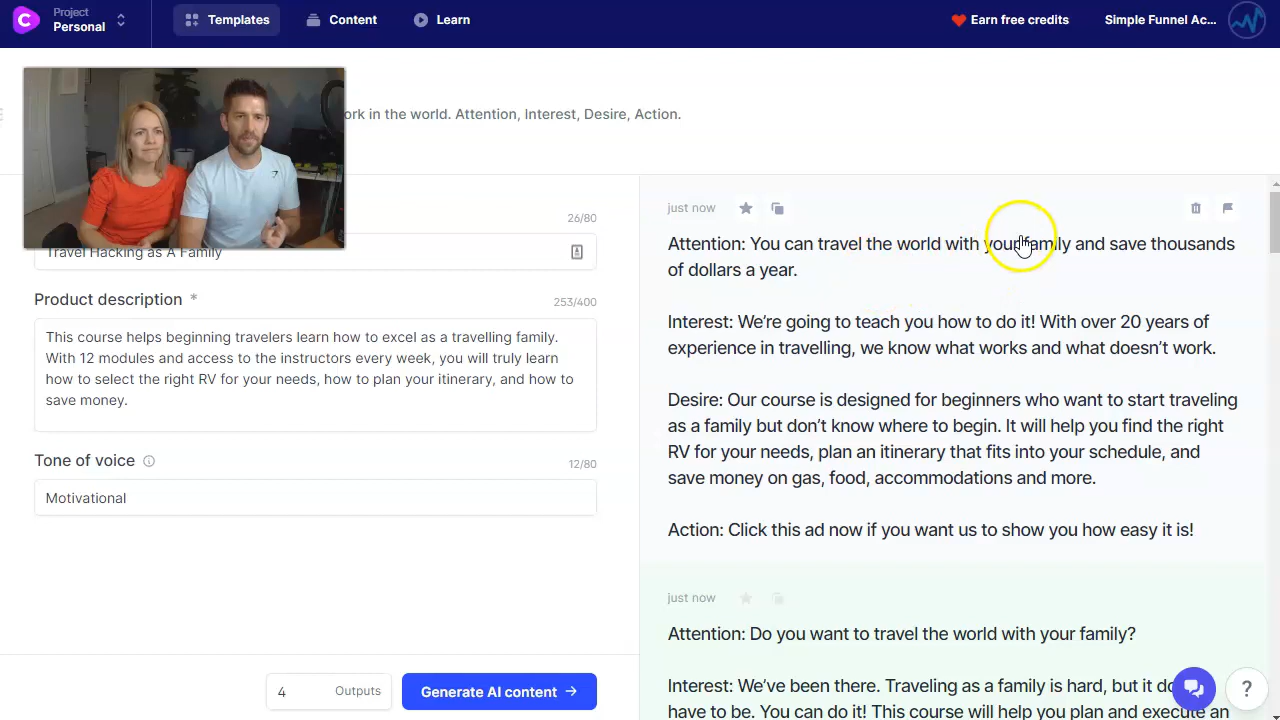 Project
Personal
Templates
Content
Learn
Earn free credits
Simple Funnel Ac...
ork in the world. Attention, Interest, Desire, Action.
26/80
Travel Hacking as A Family
Product description *
253/400
This course helps beginning travelers learn how to excel as a travelling family.
With 12 modules and access to the instructors every week, you will truly learn
how to select the right RV for your needs, how to plan your itinerary, and how to
save money.
Tone of voice
12/80
Motivational
4 Outputs
Generate AI content
just now
Attention: You can travel the world with your family and save thousands
of dollars a year.
Interest: We're going to teach you how to do it! With over 20 years of
experience in travelling, we know what works and what doesn't work.
Desire: Our course is designed for beginners who want to start traveling
as a family but don't know where to begin. It will help you find the right
RV for your needs, plan an itinerary that fits into your schedule, and
save money on gas, food, accommodations and more.
Action: Click this ad now if you want us to show you how easy it is!
just now
Attention: Do you want to travel the world with your family?
Interest: We've been there. Traveling as a family is hard, but it do
have to be. You can do it! This course will help you plan and execute an
?